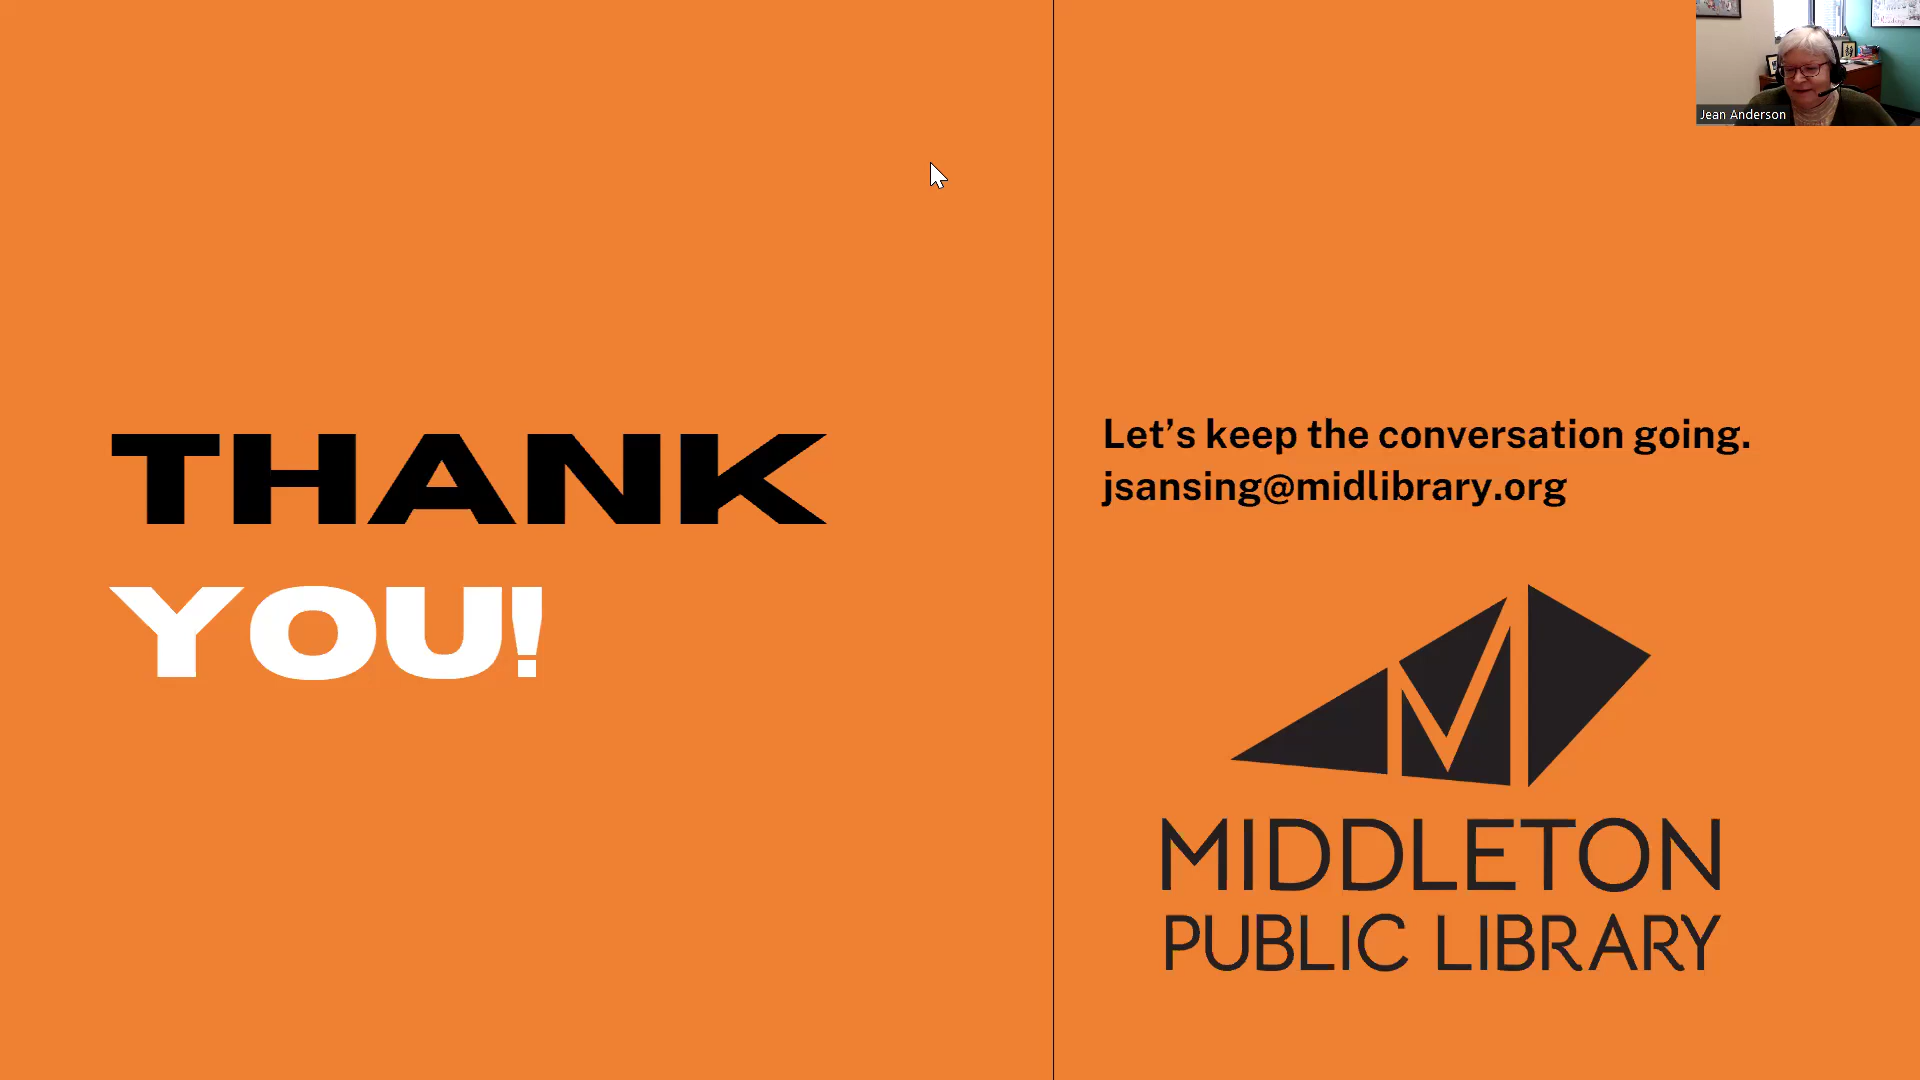 THANK
YOU!
Let’s keep the conversation going.
jsansing@midlibrary.org
MIDDLETON
PUBLIC LIBRARY
Jean Anderson